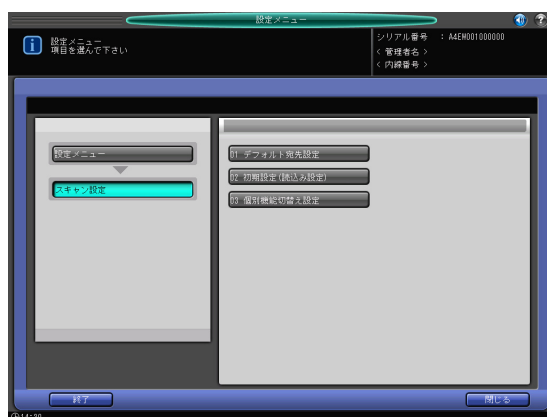 設定メニュー
設定メニュー
項目を選んで下さい
シリアル番号 : A4EH001000000
< 管理者名 >
< 内線番号 >
設定メニュー
スキャン設定
01 デフォルト宛先設定
02 初期設定(読込み設定)
03 個別機能切替え設定
終了
閉じる
14:20